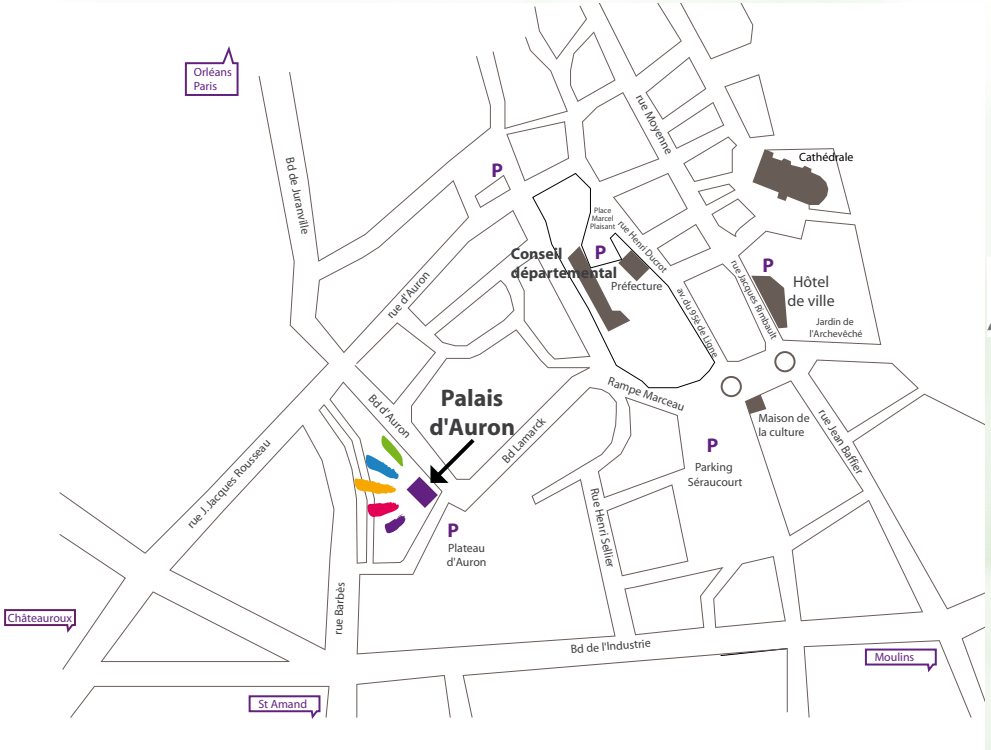 Orléans
Paris
Bd de Juranville
rue Moyenne
Cathédrale
P
Place
Marcel
Plaisant
rue Henri Ducrot
Conseil
départemental
P
Préfecture
rue Jacques Rimbault
P
Hôtel
de ville
Jardin de
l'Archevêché
av. du 95è de Ligne
rue d'Auron
Rampe Marceau
Palais
d'Auron
Bd d'Auron
Bd Lamarck
Maison de
la culture
rue Jean Baffier
P
Parking
Séraucourt
rue J. Jacques Rousseau
Rue Henri Sellier
P
Plateau
d'Auron
rue Barbès
Châteauroux
Bd de l'Industrie
Moulins
St Amand